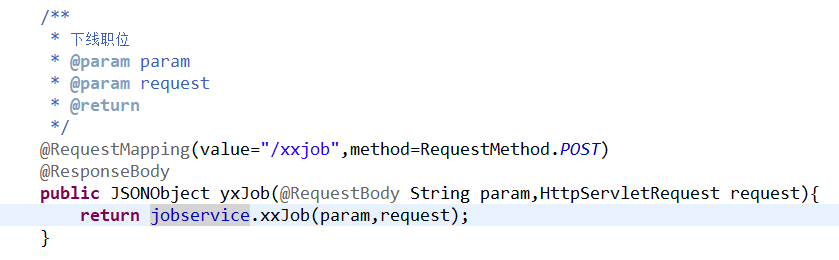 /**
* 下线职位
* @param param
* @param request
* @return
*/
@RequestMapping(value="/xxjob",method=RequestMethod.POST)
@ResponseBody
public JSONObject yxJob(@RequestBody String param,HttpServletRequest request){
return jobservice.xxJob(param,request);
}